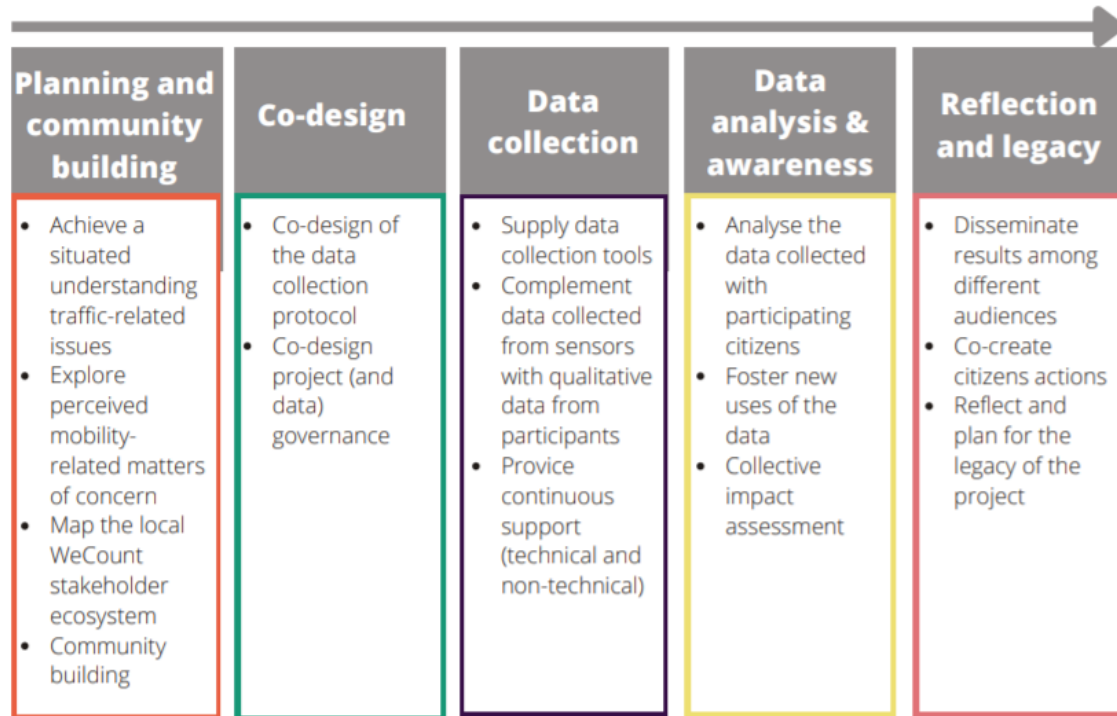 Planning and
community
building
• Achieve a
situated
understanding
traffic-related
issues
• Explore
perceived
mobility-
related matters
of concern
• Map the local
WeCount
stakeholder
ecosystem
• Community
building
Co-design
• Co-design of
the data
collection
protocol
• Co-design
project (and
data)
governance
Data
collection
• Supply data
collection tools
• Complement
data collected
from sensors
with qualitative
data from
participants
• Provice
continuous
support
(technical and
non-technical)
Data
analysis &
awareness
• Analyse the
data collected
with
participating
citizens
• Foster new
uses of the
data
• Collective
impact
assessment
Reflection
and legacy
• Disseminate
results among
different
audiences
• Co-create
citizens actions
• Reflect and
plan for the
legacy of the
project